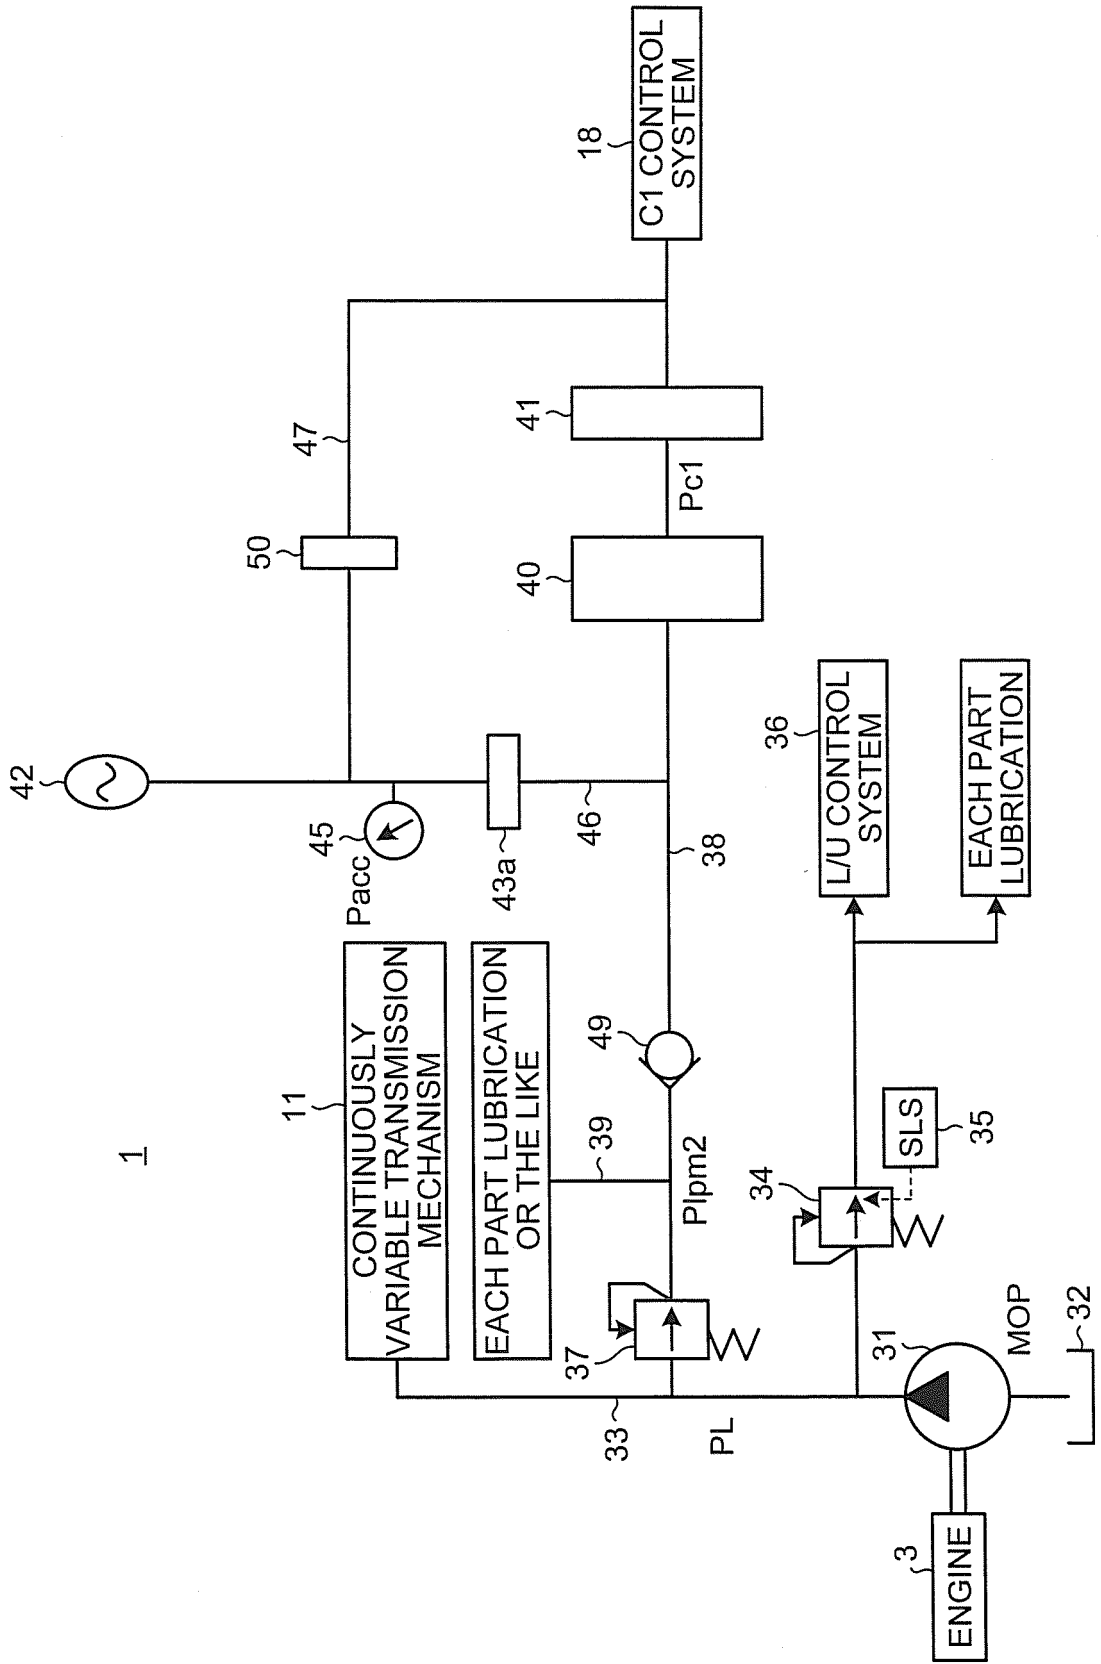 1
42
45
Pacc
43a
46
38
47
50
40
41
Pc1
18
C1 CONTROL
SYSTEM
11
CONTINUOUSLY
VARIABLE TRANSMISSION
MECHANISM
EACH PART LUBRICATION
OR THE LIKE
39
49
Plpm2
37
33
PL
34
SLS
35
36
L/U CONTROL
SYSTEM
EACH PART
LUBRICATION
31
MOP
32
3
ENGINE